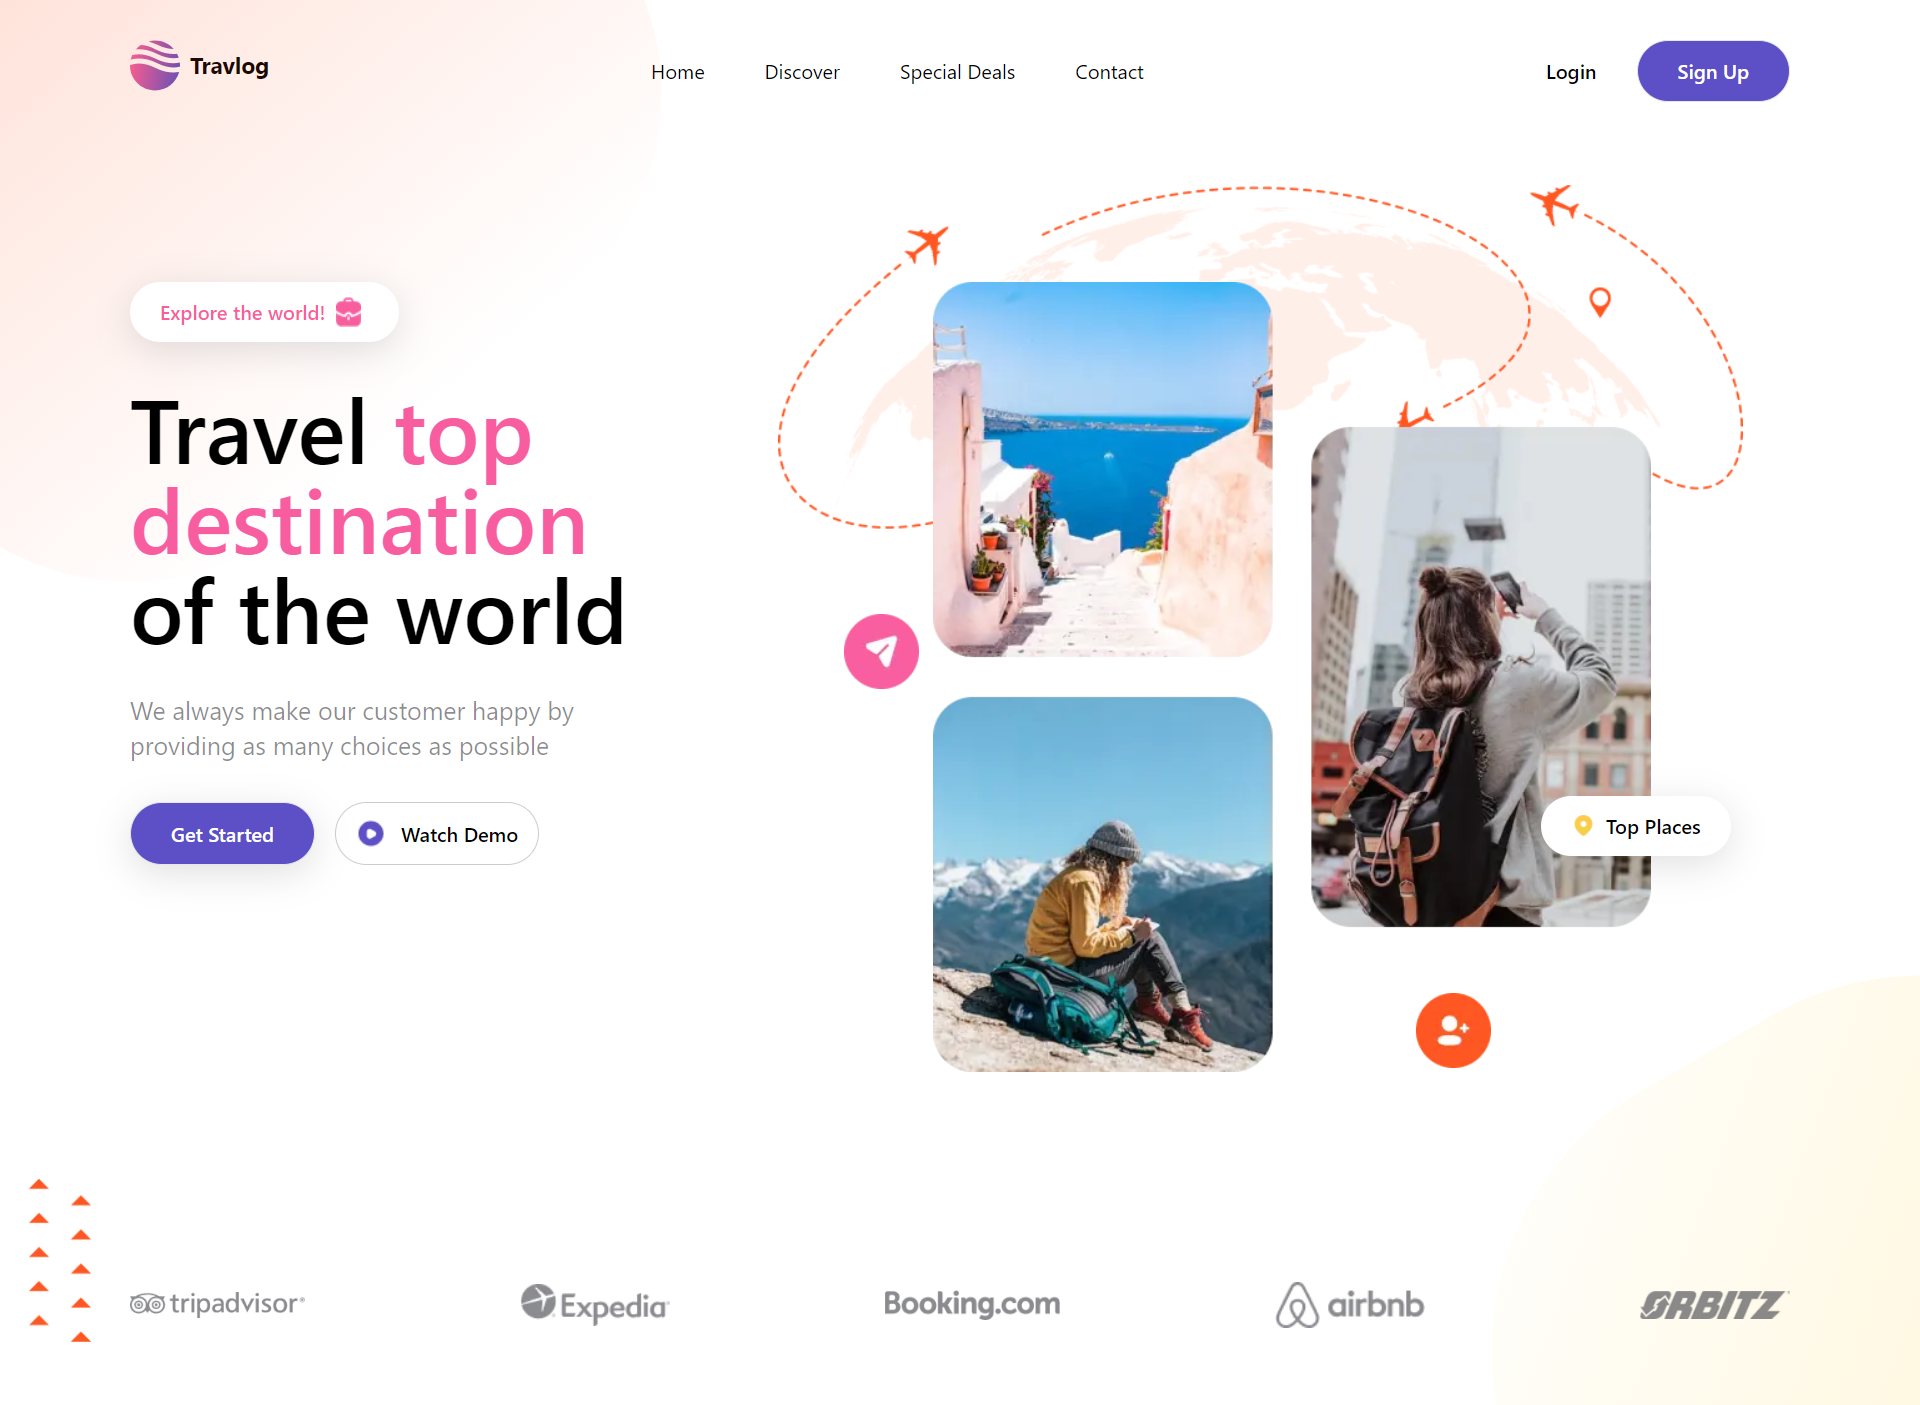 Travlog
Home
Discover
Special Deals
Contact
Login
Sign Up
Explore the world!
Travel top
destination
of the world
We always make our customer happy by
providing as many choices as possible
Get Started
Watch Demo
Top Places
tripadvisor®
Expedia
Booking.com
airbnb
ORBITZ